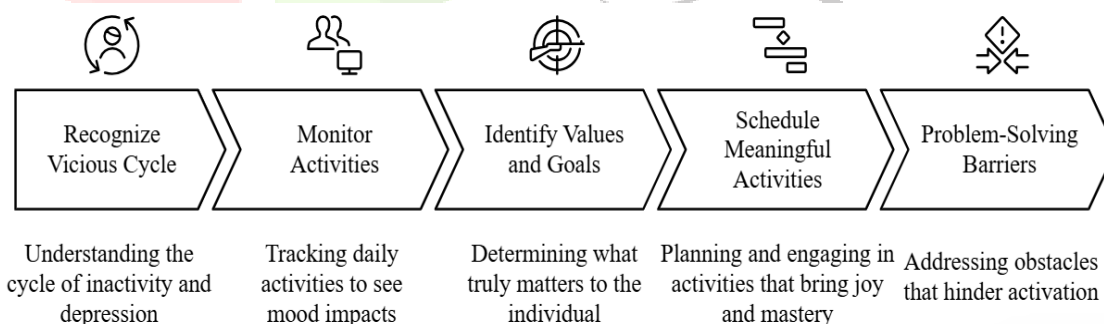 Recognize
Vicious Cycle
Monitor
Activities
Identify Values
and Goals
Schedule
Meaningful
Activities
Problem-Solving
Barriers
Understanding the
cycle of inactivity and
depression
Tracking daily
activities to see
mood impacts
Determining what
truly matters to the
individual
Planning and engaging in
activities that bring joy
and mastery
Addressing obstacles
that hinder activation